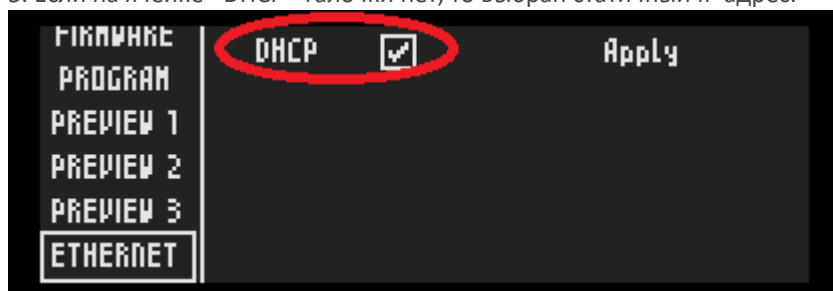 FIRMWARE
DHCP
Apply
PROGRAM
PREVIEW 1
PREVIEW 2
PREVIEW 3
ETHERNET